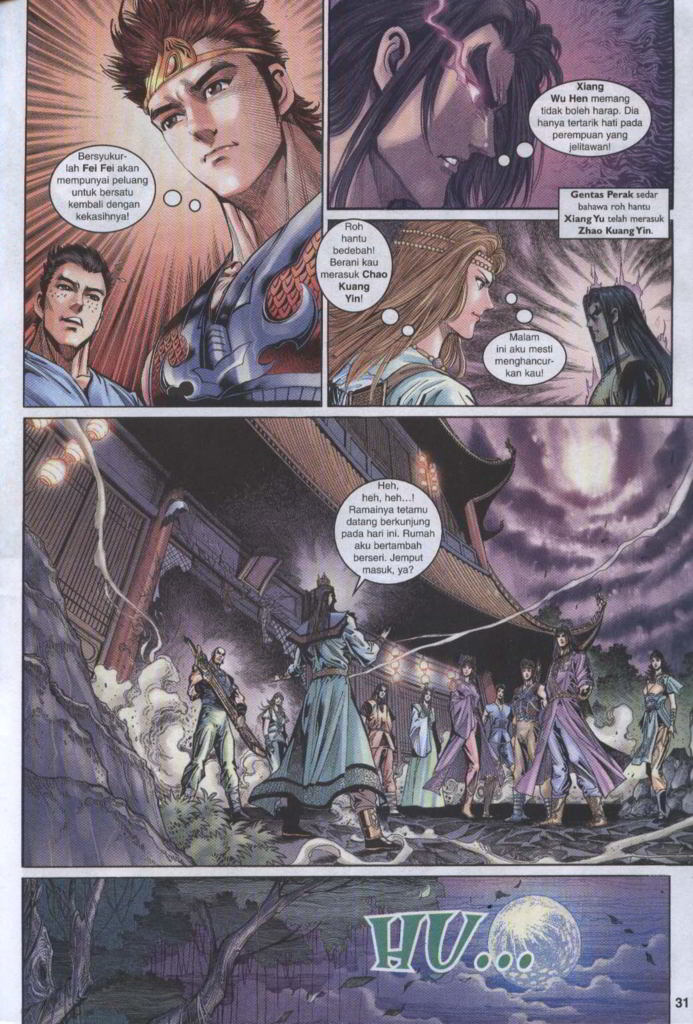 Bersyukur-
lah Fei Fei akan
mempunyai peluang
untuk bersatu
kembali dengan
kekasihnya!
Xiang
Wu Hen memang
tidak boleh harap. Dia
hanya tertarik hati pada
perempuan yang
jelitawan!
Gentas Perak sedar
bahawa roh hantu
Xiang Yu telah merasuk
Zhao Kuang Yin.
Roh
hantu
bedebah!
Berani kau
merasuk Chao
Kuang
Yin!
Malam
ini aku mesti
menghancur-
kan kau!
Heh,
heh, heh...!
Ramainya tetamu
datang berkunjung
pada hari ini. Rumah
aku bertambah
berseri. Jemput
masuk, ya?
HU...
31